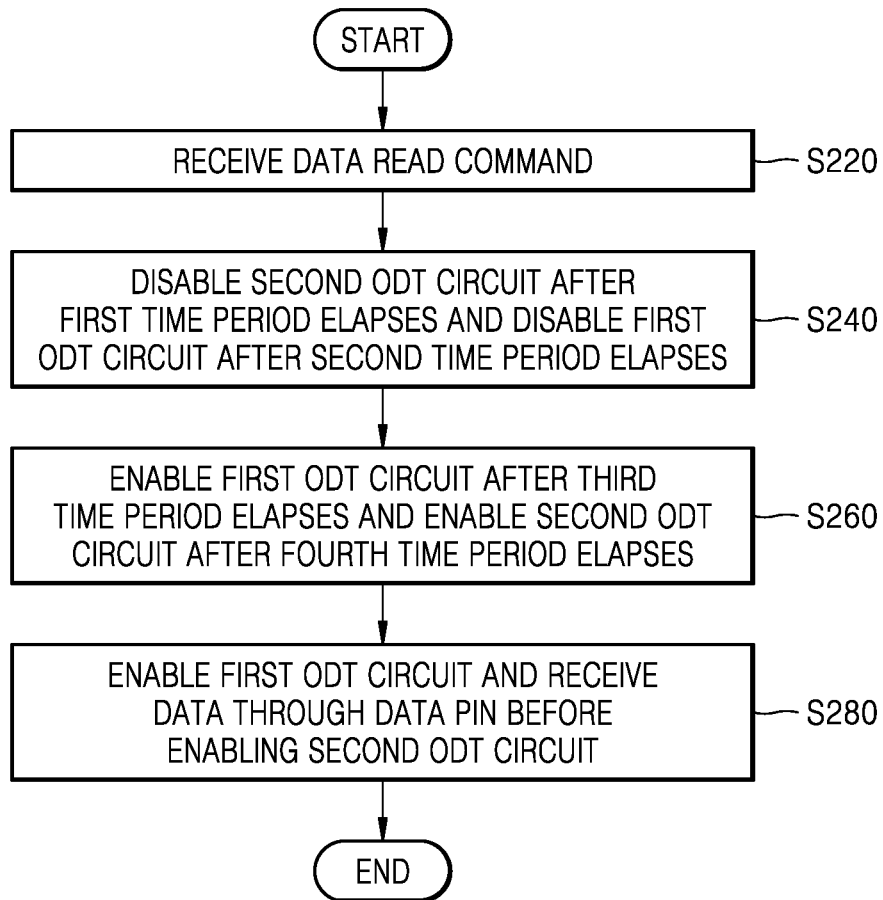 START
RECEIVE DATA READ COMMAND
S220
DISABLE SECOND ODT CIRCUIT AFTER
FIRST TIME PERIOD ELAPSES AND DISABLE FIRST
ODT CIRCUIT AFTER SECOND TIME PERIOD ELAPSES
S240
ENABLE FIRST ODT CIRCUIT AFTER THIRD
TIME PERIOD ELAPSES AND ENABLE SECOND ODT
CIRCUIT AFTER FOURTH TIME PERIOD ELAPSES
S260
ENABLE FIRST ODT CIRCUIT AND RECEIVE
DATA THROUGH DATA PIN BEFORE
ENABLING SECOND ODT CIRCUIT
S280
END